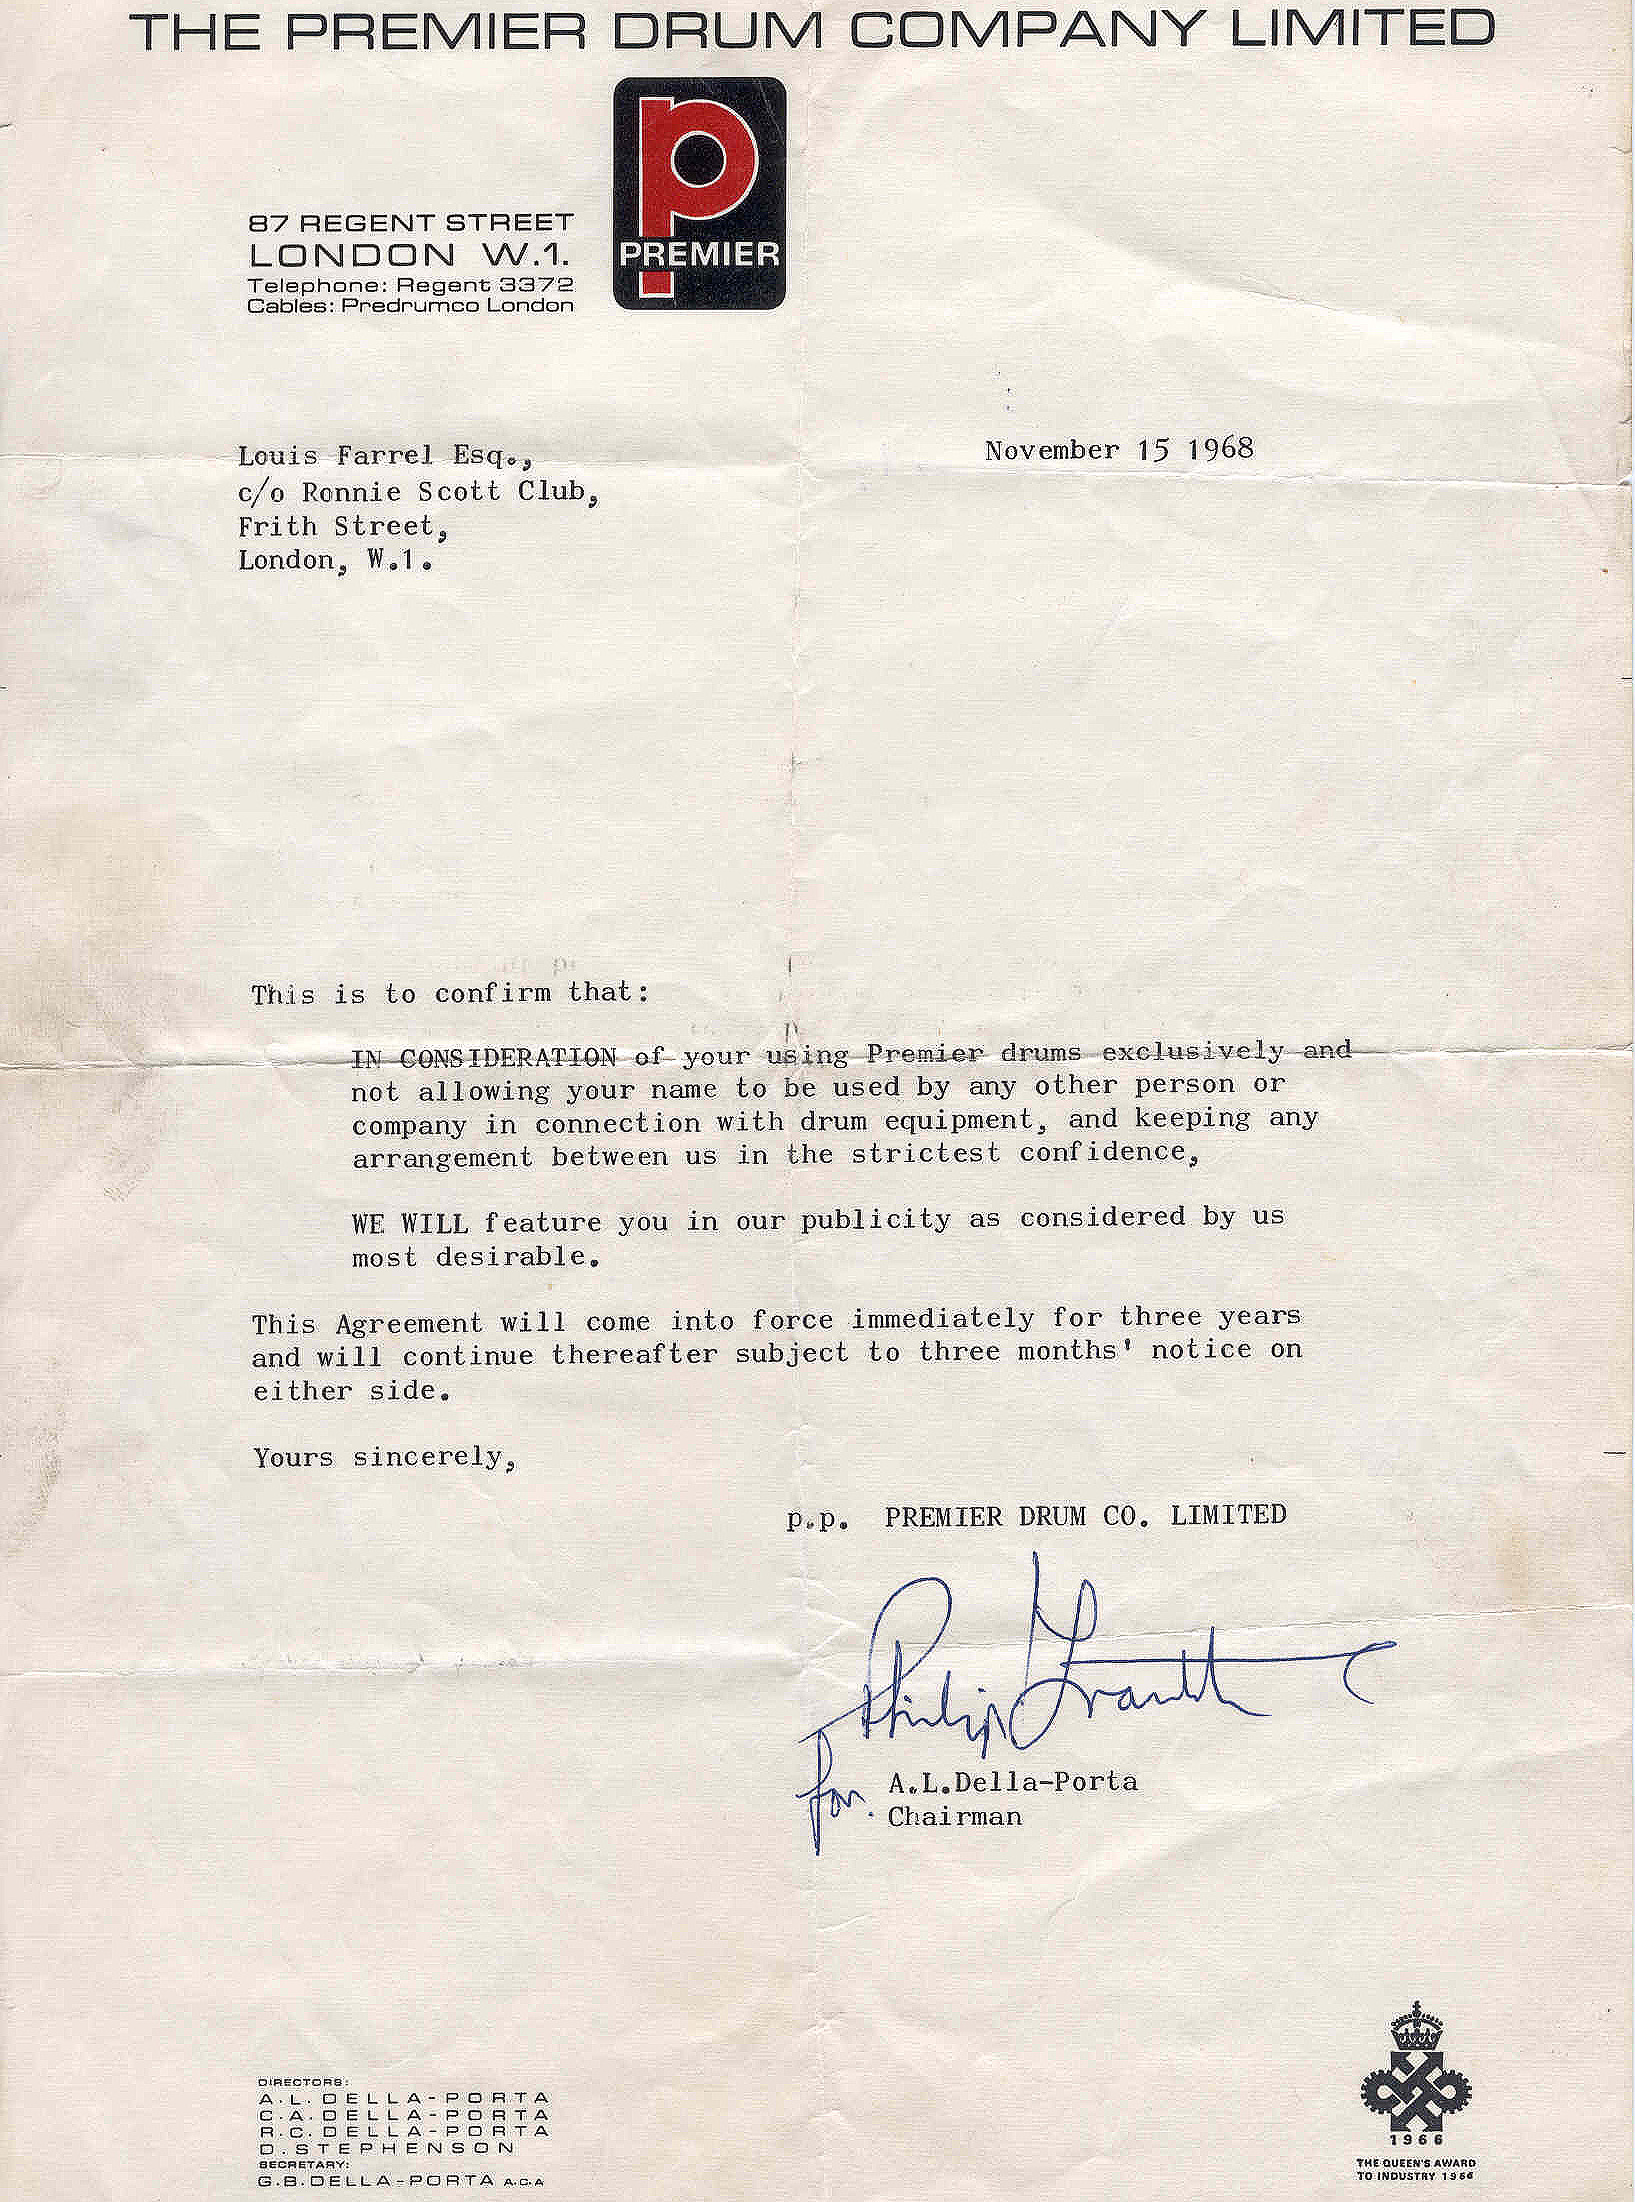 THE PREMIER DRUM COMPANY LIMITED
PREMIER
87 REGENT STREET
LONDON W.1.
Telephone: Regent 3372
Cables: Predrumco London
Louis Farrel Esq.,
c/o Ronnie Scott Club,
Frith Street,
London, W.1.
November 15 1968
This is to confirm that:
IN CONSIDERATION of your using Premier drums exclusively and
not allowing your name to be used by any other person or
company in connection with drum equipment, and keeping any
arrangement between us in the strictest confidence,
WE WILL feature you in our publicity as considered by us
most desirable.
This Agreement will come into force immediately for three years
and will continue thereafter subject to three months' notice on
either side.
Yours sincerely,
p.p. PREMIER DRUM CO. LIMITED
Philip
for. A.L.Della-Porta
Chairman
DIRECTORS:
A.L. DELLA-PORTA
C.A. DELLA-PORTA
R.C. DELLA-PORTA
D. STEPHENSON
SECRETARY:
G.B. DELLA-PORTA A.C.A
1966
THE QUEEN'S AWARD
TO INDUSTRY 1966